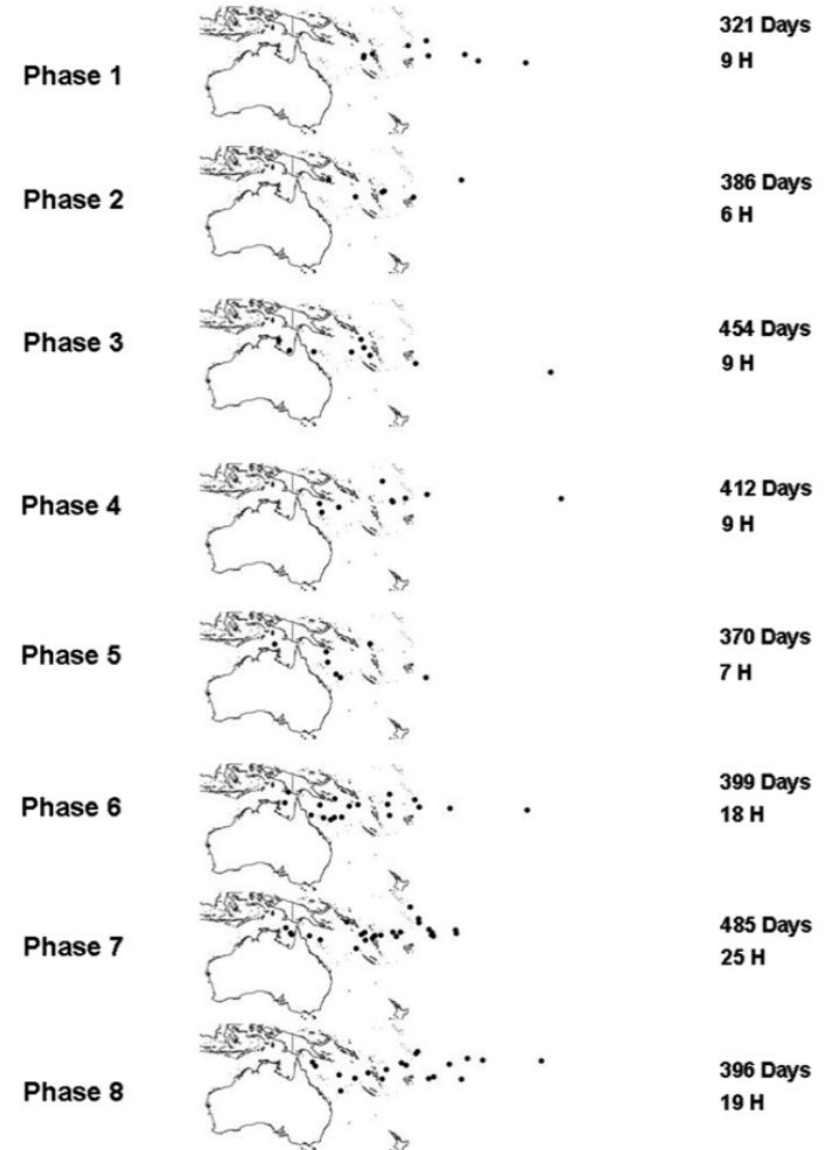 321 Days
Phase 1
9 H
386 Days
Phase 2
6 H
454 Days
Phase 3
9 H
412 Days
Phase 4
9 H
370 Days
Phase 5
7 H
399 Days
Phase 6
18 H
485 Days
Phase 7
25 H
396 Days
Phase 8
19 H